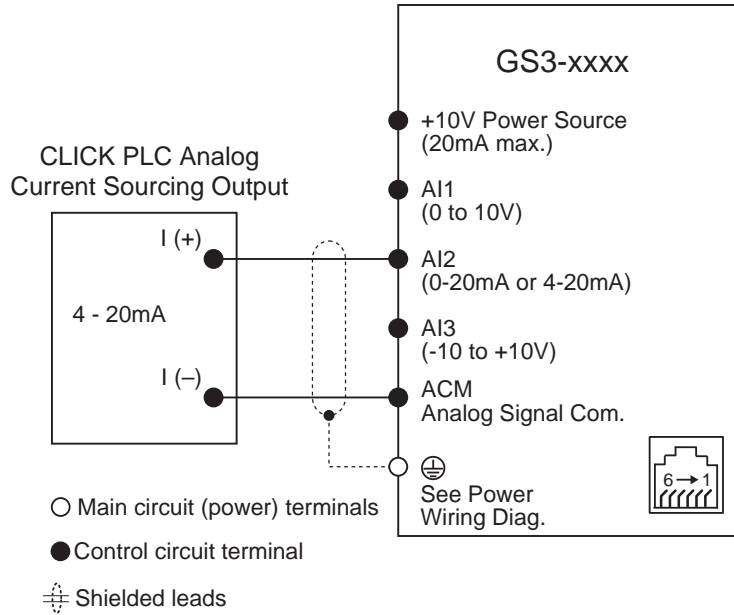 GS3-xxxx
+10V Power Source
(20mA max.)
CLICK PLC Analog
Current Sourcing Output
AI1
(0 to 10V)
I (+)
AI2
(0-20mA or 4-20mA)
4 - 20mA
AI3
(-10 to +10V)
I (–)
ACM
Analog Signal Com.
6→1
See Power
Wiring Diag.
Main circuit (power) terminals
Control circuit terminal
Shielded leads